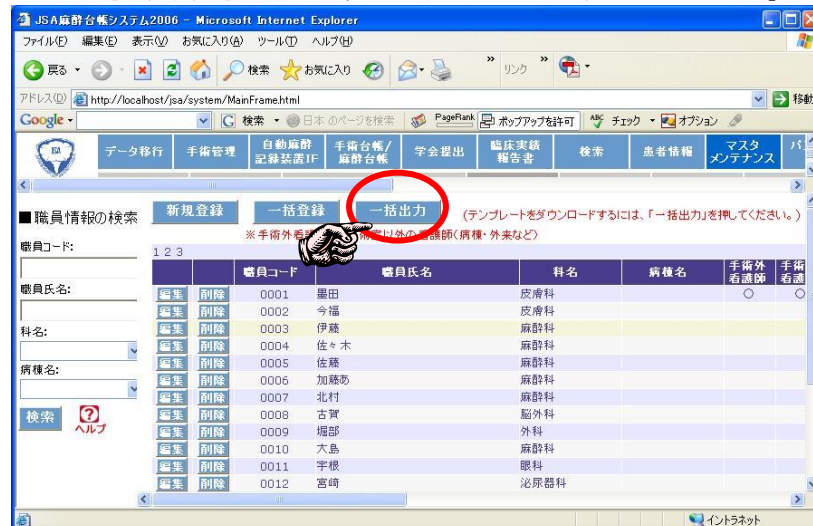 JSA麻酔台帳システム2006 - Microsoft Internet Explorer
ファイル(F) 編集(E) 表示(V) お気に入り(A) ツール(T) ヘルプ(H)
戻る 検索 お気に入り » リンク »
アドレス(D) http://localhost/jsa/system/MainFrame.html 移動
Google 日本 のページを検索 PageRank ポップアップを許可 ABC チェック オプション
データ移行 手術管理 自動麻酔記録装置IF 手術台帳/麻酔台帳 学会提出 臨床実績報告書 検索 患者情報 マスタメンテナンス パ
■職員情報の検索 新規登録 一括登録 一括出力 (テンプレートをダウンロードするには、「一括出力」を押してください。)
※手術外看 以外の看護師(病棟・外来など)
職員コード: 1 2 3
職員コード 職員氏名 科名 病棟名 手術外看護師 手術看護
職員氏名:
編集 削除 0001 墨田 皮膚科 ○ ○
編集 削除 0002 今福 皮膚科
科名:
編集 削除 0003 伊藤 麻酔科
編集 削除 0004 佐々木 麻酔科
病棟名:
編集 削除 0005 佐藤 麻酔科
編集 削除 0006 加藤あ 麻酔科
編集 削除 0007 北村 麻酔科
検索 ヘルプ
編集 削除 0008 古賀 脳外科
編集 削除 0009 堀部 外科
編集 削除 0010 大島 麻酔科
編集 削除 0011 宇根 眼科
編集 削除 0012 宮崎 泌尿器科
イントラネット